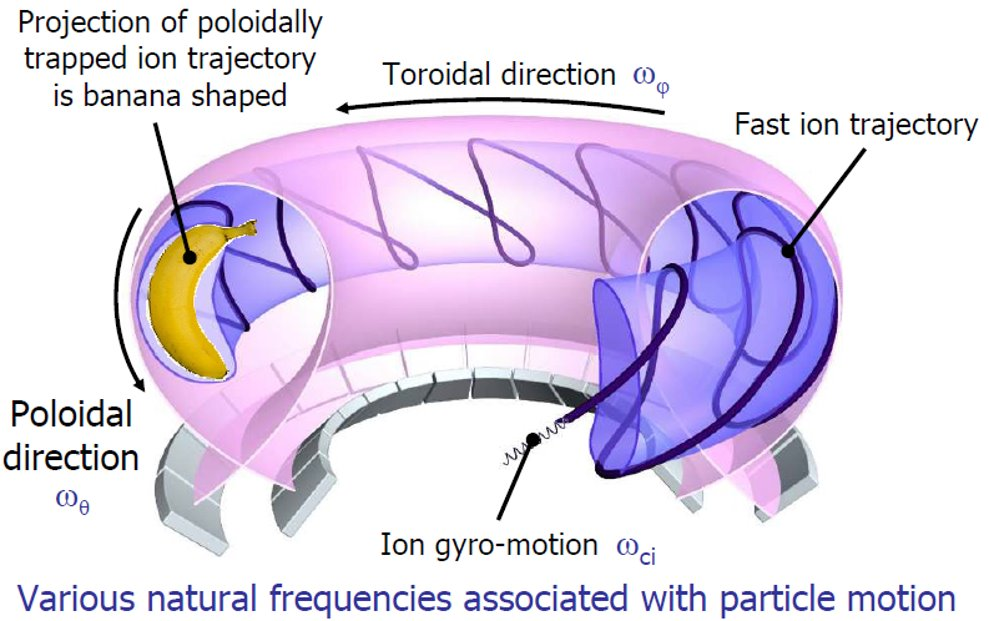 Projection of poloidally
trapped ion trajectory
is banana shaped
Toroidal direction ωφ
Fast ion trajectory
Poloidal
direction
ωθ
Ion gyro-motion ωci
Various natural frequencies associated with particle motion